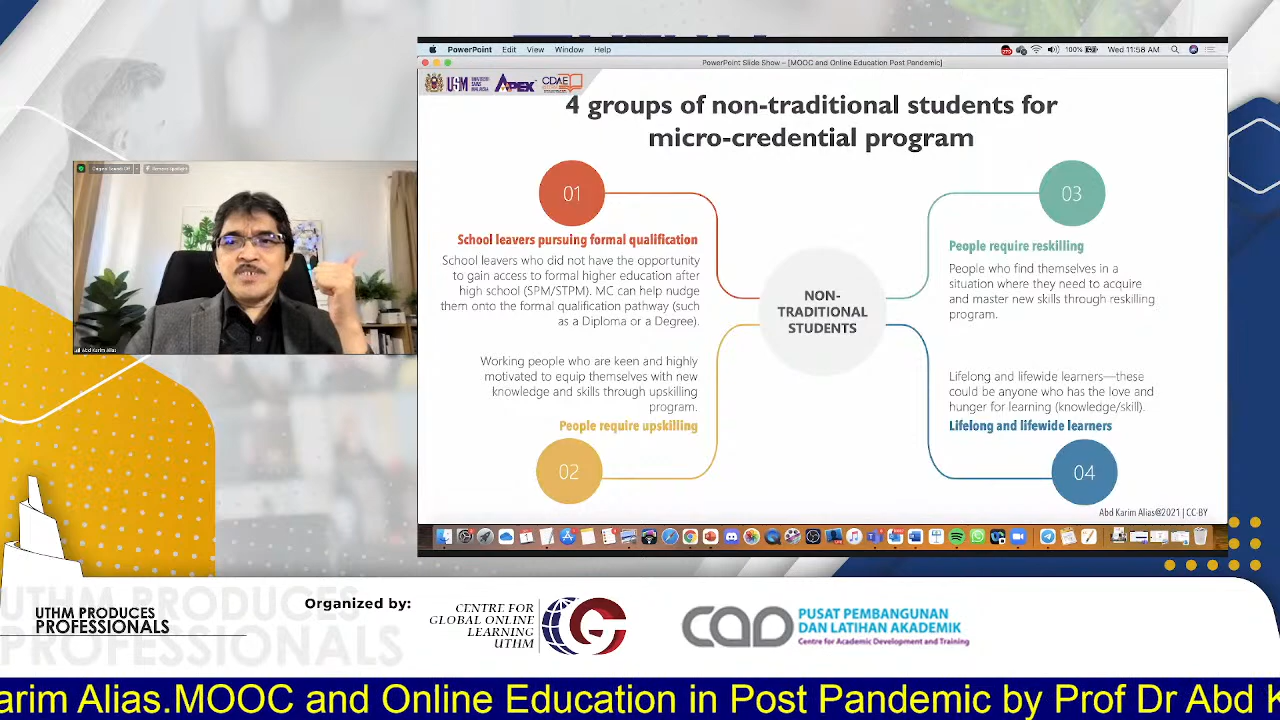 PowerPoint Edit View Window Help
100% Wed 11:58 AM
PowerPoint Slide Show – [MOOC and Online Education Post Pandemic]
USM APEX CDAE
4 groups of non-traditional students for
micro-credential program
01
School leavers pursuing formal qualification
School leavers who did not have the opportunity
to gain access to formal higher education after
high school (SPM/STPM). MC can help nudge
them onto the formal qualification pathway (such
as a Diploma or a Degree).
Working people who are keen and highly
motivated to equip themselves with new
knowledge and skills through upskilling
program.
People require upskilling
02
NON-
TRADITIONAL
STUDENTS
03
People require reskilling
People who find themselves in a
situation where they need to acquire
and master new skills through reskilling
program.
Lifelong and lifewide learners—these
could be anyone who has the love and
hunger for learning (knowledge/skill).
Lifelong and lifewide learners
04
Abd Karim Alias@2021 | CC-BY
Abd Karim Alias
UTHM PRODUCES
PROFESSIONALS
UTHM PRODUCES
PROFESSIONALS
Organized by:
CENTRE FOR
GLOBAL ONLINE
LEARNING
UTHM
CAD
PUSAT PEMBANGUNAN
DAN LATIHAN AKADEMIK
Centre for Academic Development and Training
arim Alias.MOOC and Online Education in Post Pandemic by Prof Dr Abd K